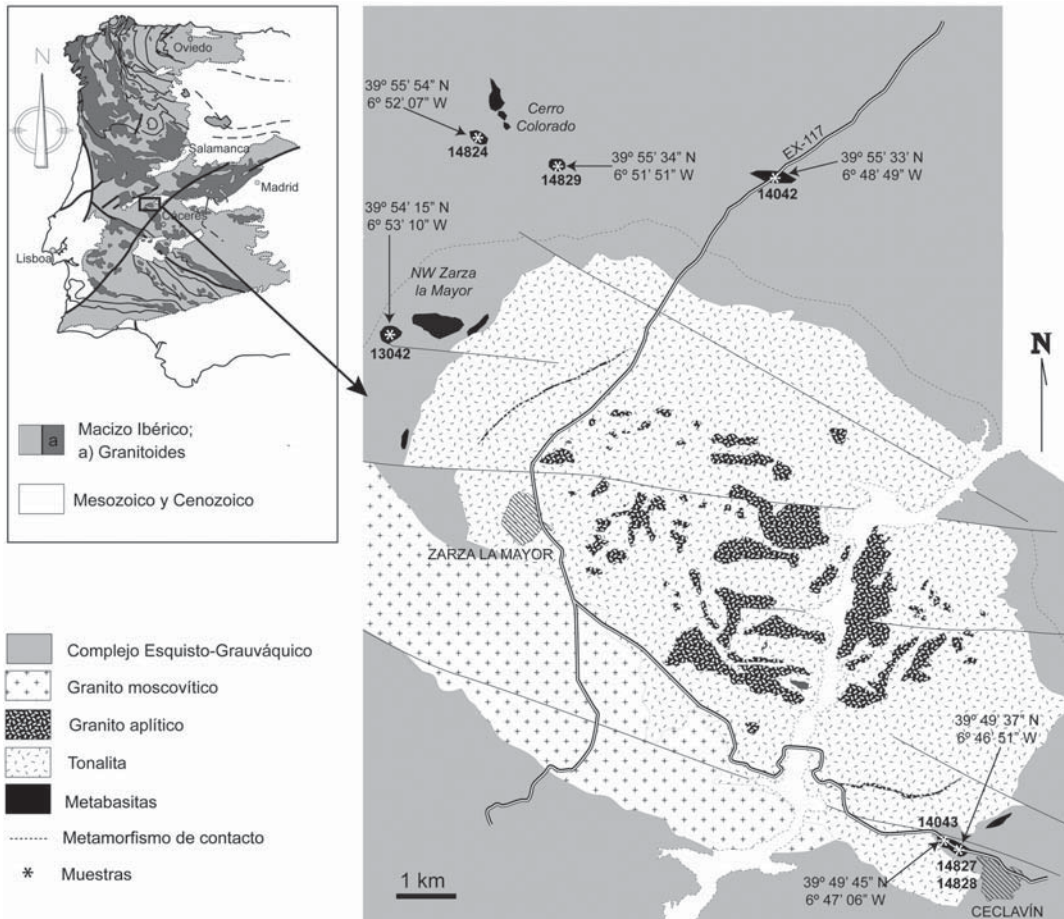 Oviedo
N
Salamanca
Madrid
Cáceres
Lisboa
a
Macizo Ibérico;
a) Granitoides
Mesozoico y Cenozoico
Complejo Esquisto-Grauváquico
Granito moscovítico
Granito aplítico
Tonalita
Metabasitas
Metamorfismo de contacto
Muestras
39º 55' 54" N
6º 52' 07" W
Cerro
Colorado
14824
14829
39º 55' 34" N
6º 51' 51" W
EX-117
39º 55' 33' N
6º 48' 49" W
14042
39º 54' 15" N
6º 53' 10" W
NW Zarza
la Mayor
13042
N
ZARZA LA MAYOR
39º 49' 37" N
6º 46' 51" W
14043
14827
14828
39º 49' 45" N
6º 47' 06" W
CECLAVÍN
1 km